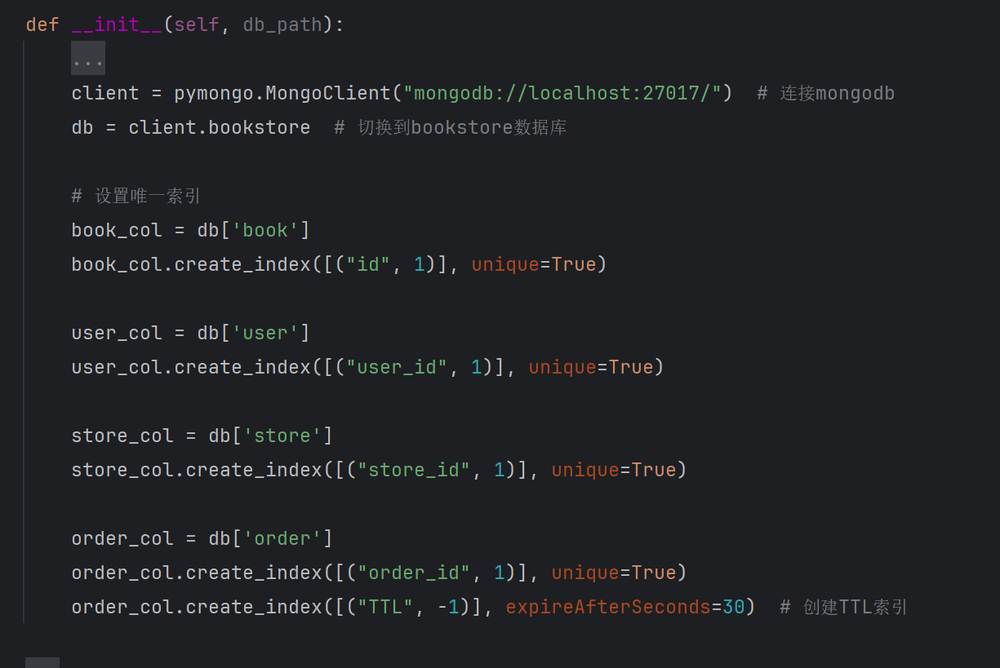 def __init__(self, db_path):
...
client = pymongo.MongoClient("mongodb://localhost:27017/")  # 连接mongodb
db = client.bookstore  # 切换到bookstore数据库
# 设置唯一索引
book_col = db['book']
book_col.create_index([("id", 1)], unique=True)
user_col = db['user']
user_col.create_index([("user_id", 1)], unique=True)
store_col = db['store']
store_col.create_index([("store_id", 1)], unique=True)
order_col = db['order']
order_col.create_index([("order_id", 1)], unique=True)
order_col.create_index([("TTL", -1)], expireAfterSeconds=30)  # 创建TTL索引